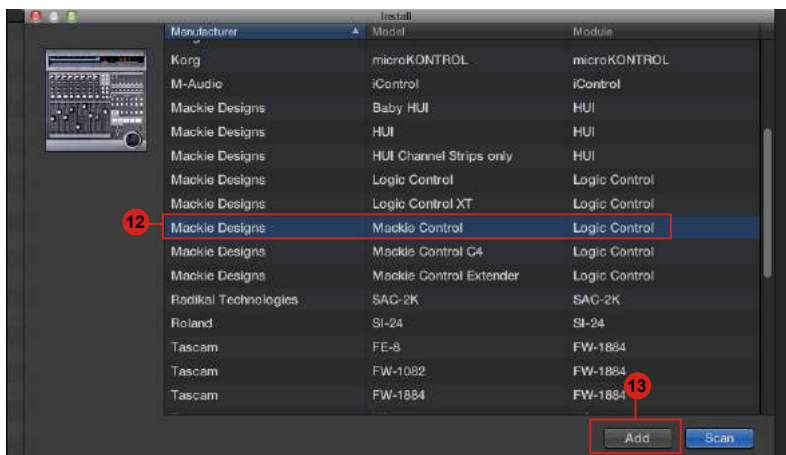 Install
Manufacturer Model Module
Korg microKONTROL microKONTROL
M-Audio iControl iControl
Mackie Designs Baby HUI HUI
Mackie Designs HUI HUI
Mackie Designs HUI Channel Strips only HUI
Mackie Designs Logic Control Logic Control
Mackie Designs Logic Control XT Logic Control
12 Mackie Designs Mackie Control Logic Control
Mackie Designs Mackie Control C4 Logic Control
Mackie Designs Mackie Control Extender Logic Control
Radikal Technologies SAC-2K SAC-2K
Roland SI-24 SI-24
Tascam FE-8 FW-1884
Tascam FW-1082 FW-1884
Tascam FW-1884 FW-1884
13
Add Scan